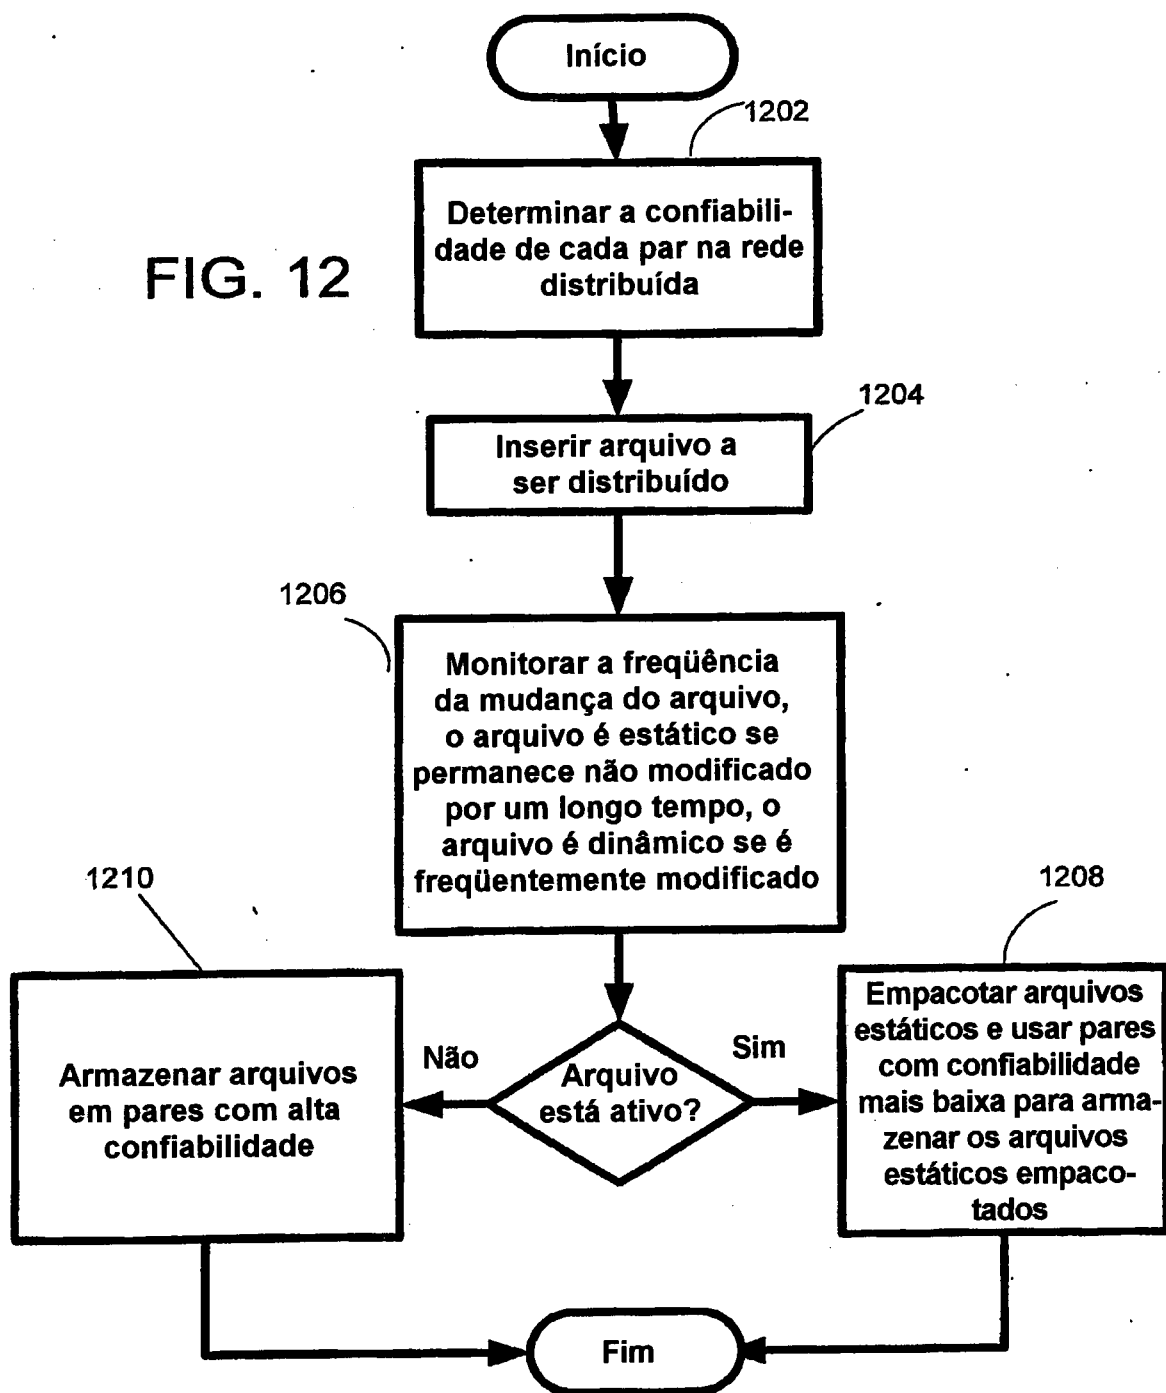 Início
1202
Determinar a confiabili-
dade de cada par na rede
distribuída
FIG. 12
1204
Inserir arquivo a
ser distribuído
1206
Monitorar a freqüência
da mudança do arquivo,
o arquivo é estático se
permanece não modificado
por um longo tempo, o
arquivo é dinâmico se é
freqüentemente modificado
1210
1208
Armazenar arquivos
em pares com alta
confiabilidade
Não
Arquivo
está ativo?
Sim
Empacotar arquivos
estáticos e usar pares
com confiabilidade
mais baixa para arma-
zenar os arquivos
estáticos empaco-
tados
Fim